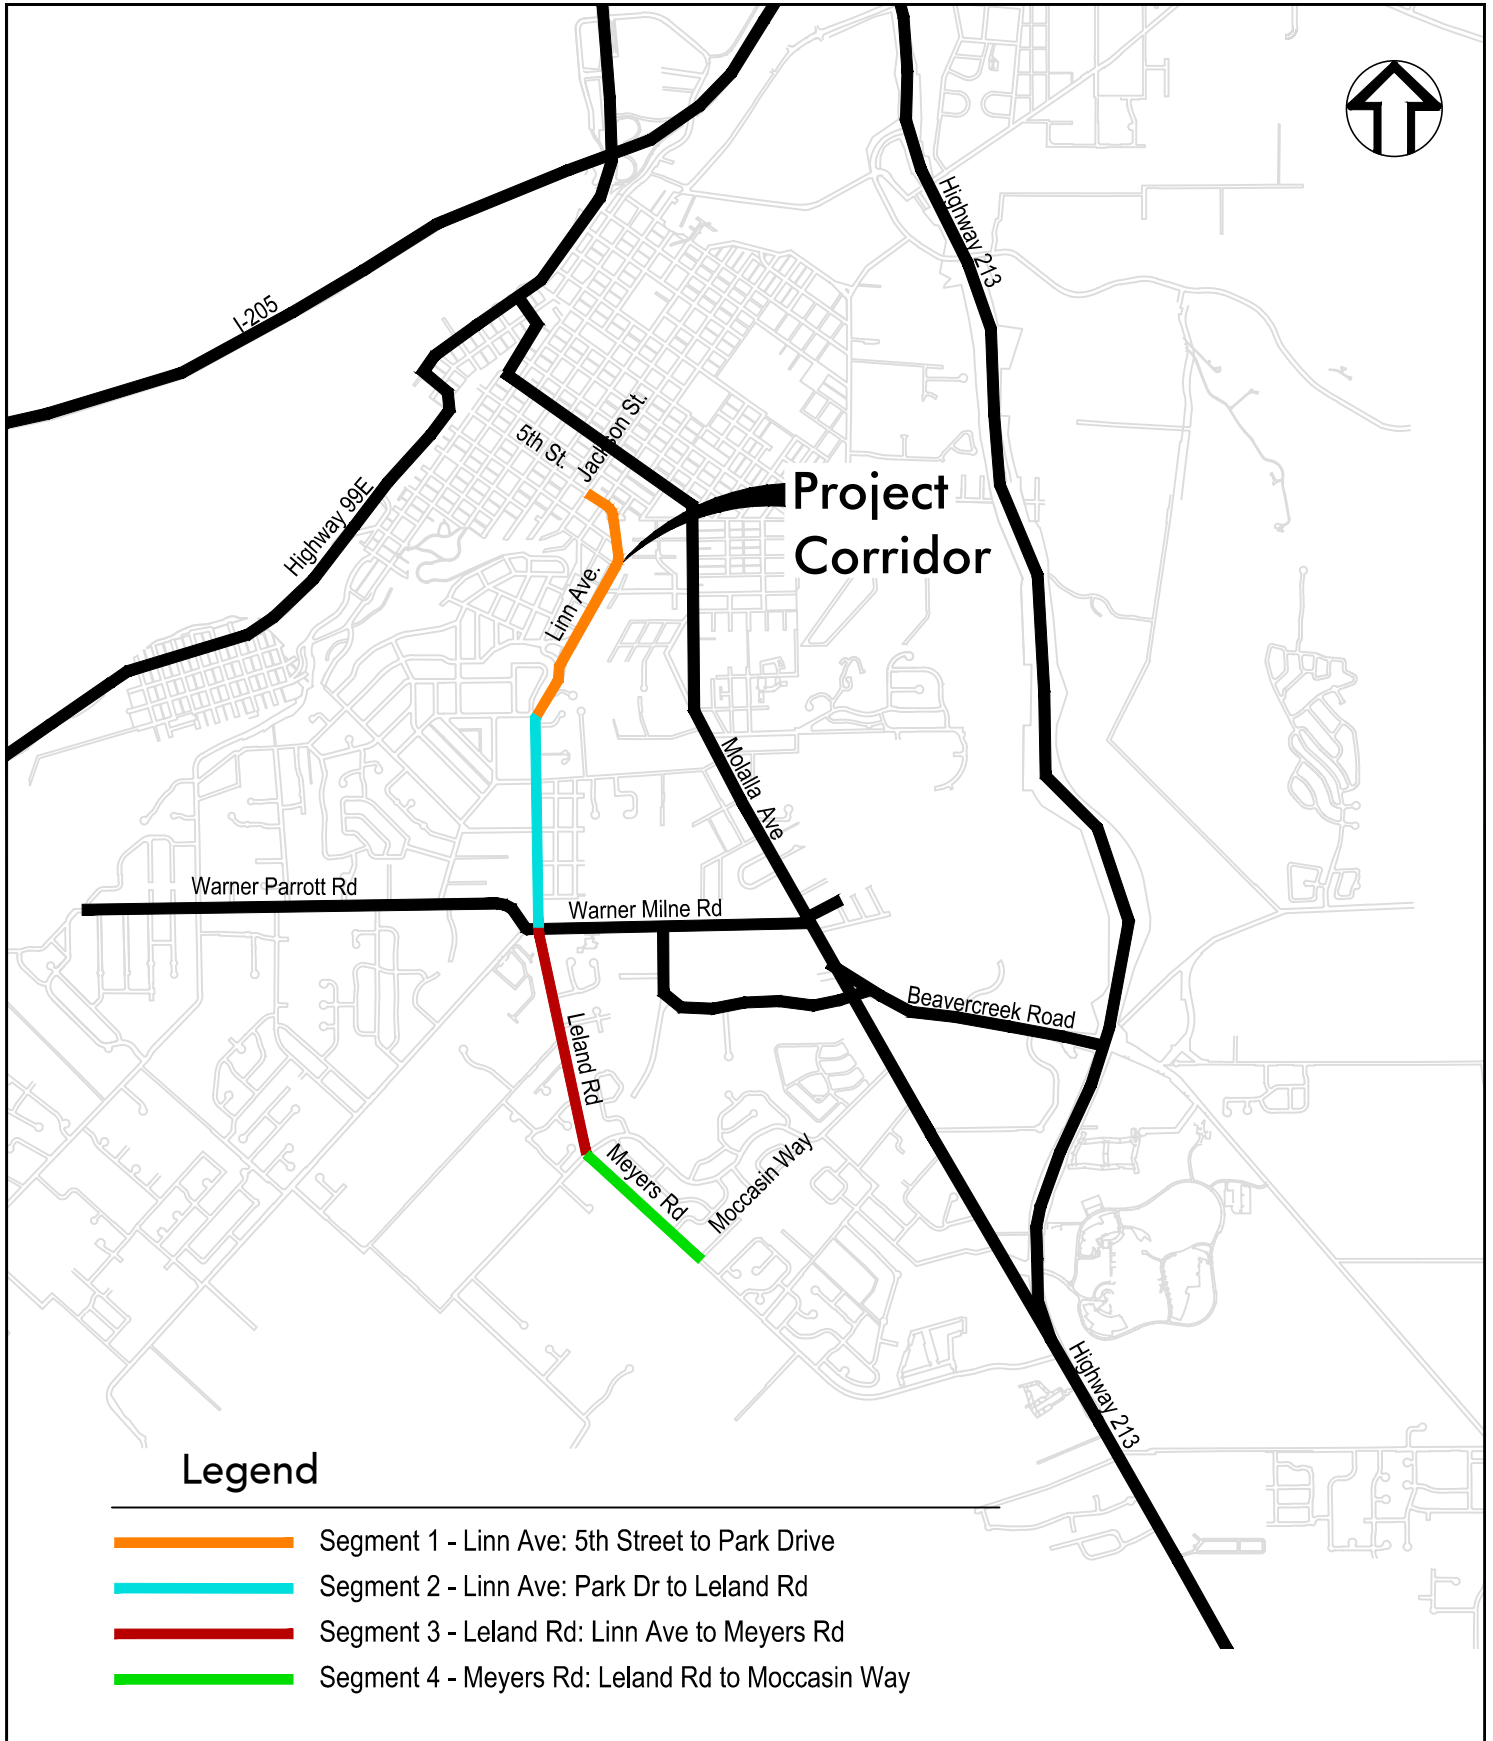 Highway 213
I-205
Jackson St.
5th St.
Project
Corridor
Highway 99E
Linn Ave.
Molalla Ave
Warner Parrott Rd
Warner Milne Rd
Beavercreek Road
Leland Rd
Meyers Rd
Moccasin Way
Highway 213
Legend
Segment 1 - Linn Ave: 5th Street to Park Drive
Segment 2 - Linn Ave: Park Dr to Leland Rd
Segment 3 - Leland Rd: Linn Ave to Meyers Rd
Segment 4 - Meyers Rd: Leland Rd to Moccasin Way